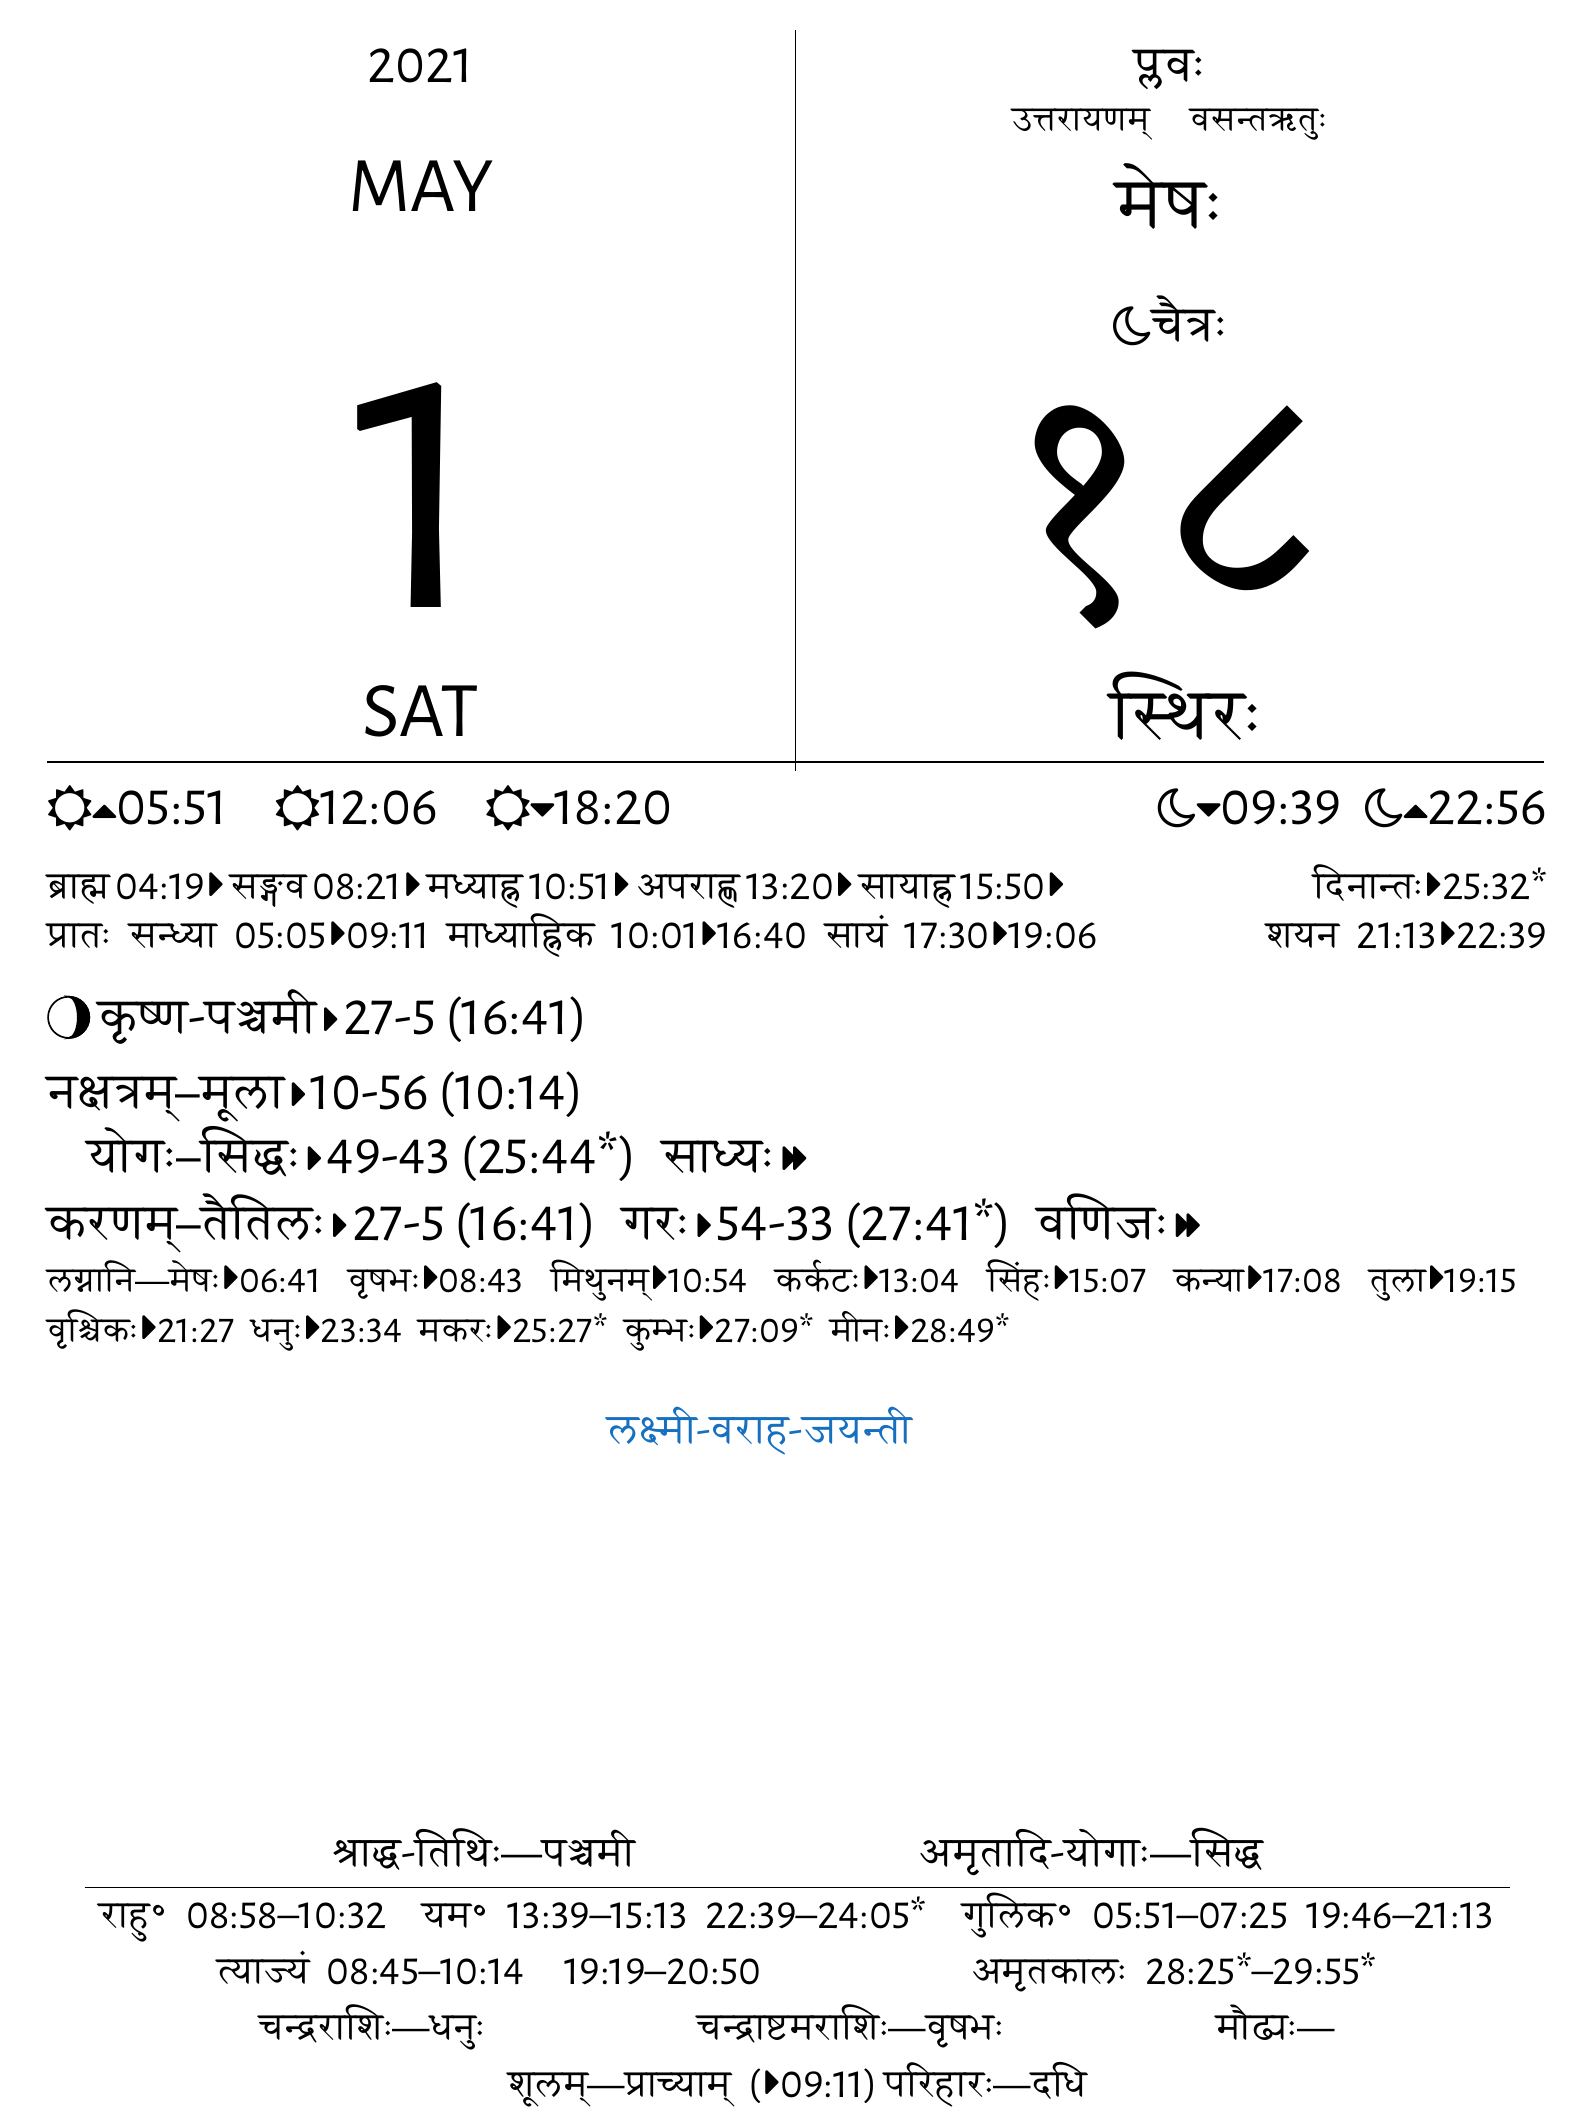 2021
MAY
1
SAT
प्लवः
उत्तरायणम् वसन्तऋतुः
मेषः
चैत्रः
१८
स्थिरः
05:51 12:06 18:20 09:39 22:56
ब्राह्म 04:19 सङ्गव 08:21 मध्याह्न 10:51 अपराह्ण 13:20 सायाह्न 15:50 दिनान्तः 25:32*
प्रातः सन्ध्या 05:05 09:11 माध्याह्निक 10:01 16:40 सायं 17:30 19:06 शयन 21:13 22:39
कृष्ण-पञ्चमी 27-5 (16:41)
नक्षत्रम्–मूला 10-56 (10:14)
योगः–सिद्धः 49-43 (25:44*) साध्यः
करणम्–तैतिलः 27-5 (16:41) गरः 54-33 (27:41*) वणिजः
लग्नानि—मेषः 06:41 वृषभः 08:43 मिथुनम् 10:54 कर्कटः 13:04 सिंहः 15:07 कन्या 17:08 तुला 19:15
वृश्चिकः 21:27 धनुः 23:34 मकरः 25:27* कुम्भः 27:09* मीनः 28:49*
लक्ष्मी-वराह-जयन्ती
श्राद्ध-तिथिः—पञ्चमी अमृतादि-योगाः—सिद्ध
राहु॰ 08:58–10:32 यम॰ 13:39–15:13 22:39–24:05* गुलिक॰ 05:51–07:25 19:46–21:13
त्याज्यं 08:45–10:14 19:19–20:50 अमृतकालः 28:25*–29:55*
चन्द्रराशिः—धनुः चन्द्राष्टमराशिः—वृषभः मौढ्यः—
शूलम्—प्राच्याम् (09:11) परिहारः—दधि